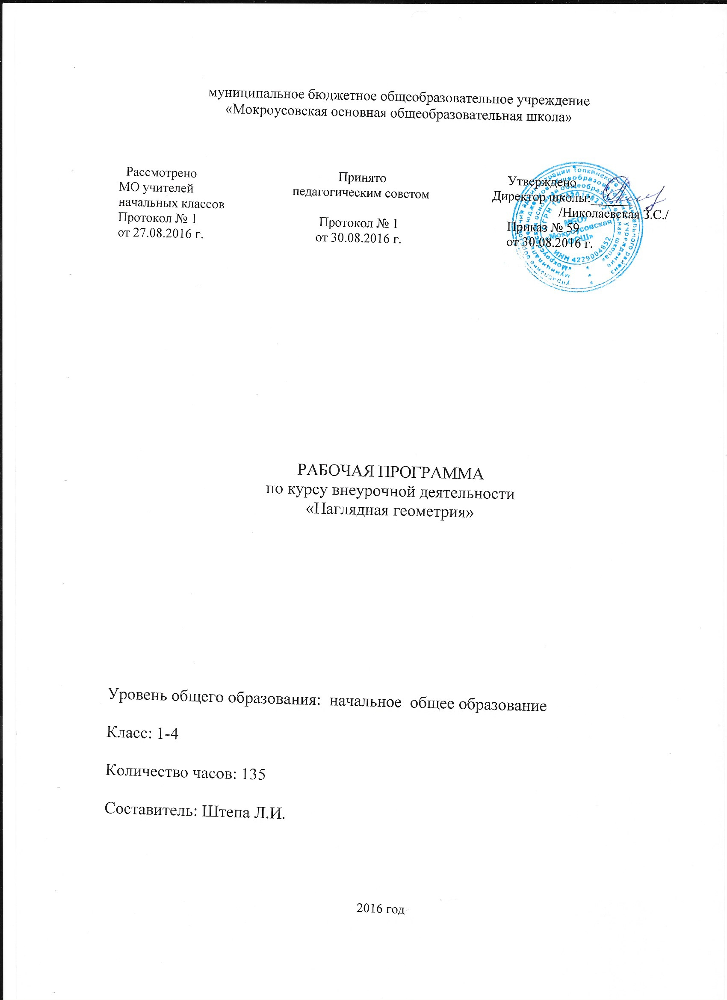 муниципальное бюджетное общеобразовательное учреждение
«Мокроусовская основная общеобразовательная школа»
Рассмотрено
МО учителей
начальных классов
Протокол № 1
от 27.08.2016 г.
Принято
педагогическим советом
Протокол № 1
от 30.08.2016 г.
Утверждено
Директор школы:
/Николаевская З.С./
Приказ № 59
от 30.08.2016 г.
МБОУ
«Мокроусовская
ООШ»
ИНН 4229004852
РАБОЧАЯ ПРОГРАММА
по курсу внеурочной деятельности
«Наглядная геометрия»
Уровень общего образования: начальное общее образование
Класс: 1-4
Количество часов: 135
Составитель: Штепа Л.И.
2016 год